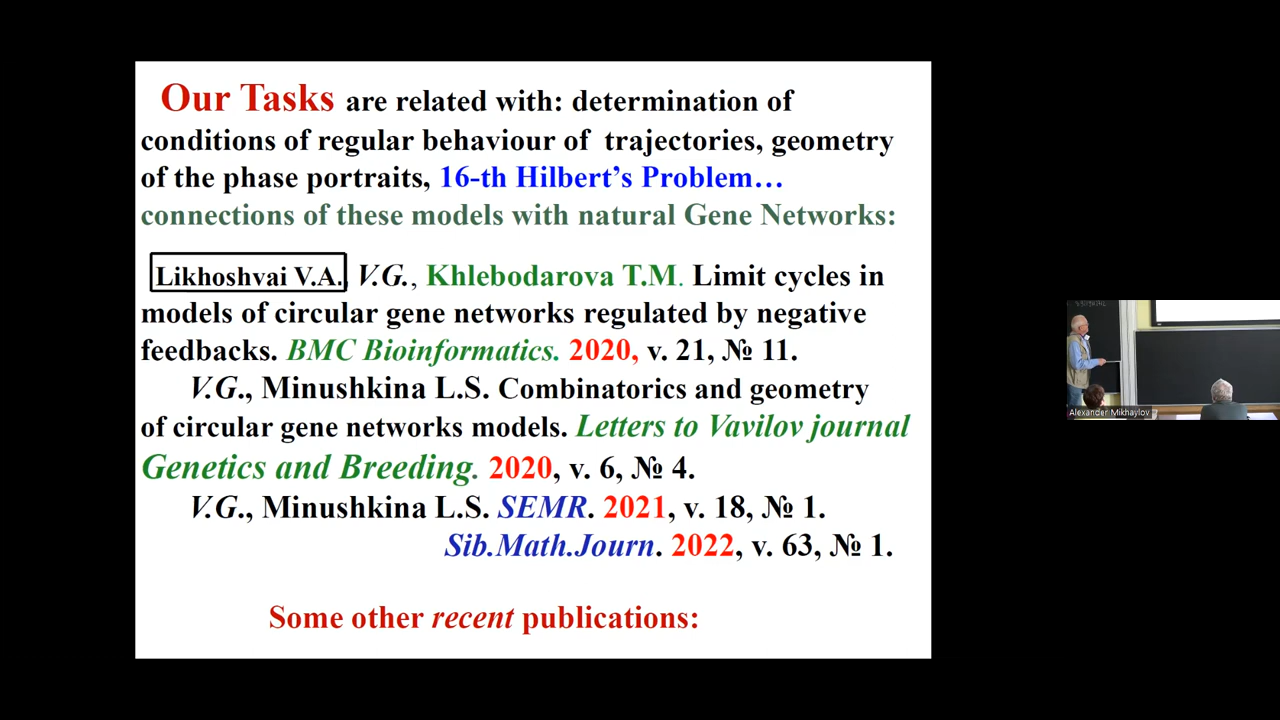 Our Tasks are related with: determination of
conditions of regular behaviour of trajectories, geometry
of the phase portraits, 16-th Hilbert's Problem…
connections of these models with natural Gene Networks:
Likhoshvai V.A., V.G., Khlebodarova T.M. Limit cycles in
models of circular gene networks regulated by negative
feedbacks. BMC Bioinformatics. 2020, v. 21, № 11.
V.G., Minushkina L.S. Combinatorics and geometry
of circular gene networks models. Letters to Vavilov journal
Genetics and Breeding. 2020, v. 6, № 4.
V.G., Minushkina L.S. SEMR. 2021, v. 18, № 1.
Sib.Math.Journ. 2022, v. 63, № 1.
Some other recent publications:
Alexander Mikhaylov